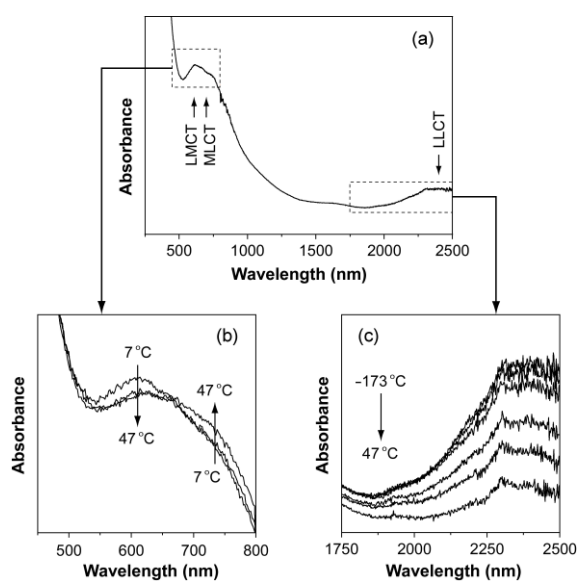 (a)
Absorbance
LMCT
MLCT
LLCT
500 1000 1500 2000 2500
Wavelength (nm)
(b)
Absorbance
7 °C
47 °C
47 °C
7 °C
500 600 700 800
Wavelength (nm)
(c)
Absorbance
-173 °C
47 °C
1750 2000 2250 2500
Wavelength (nm)